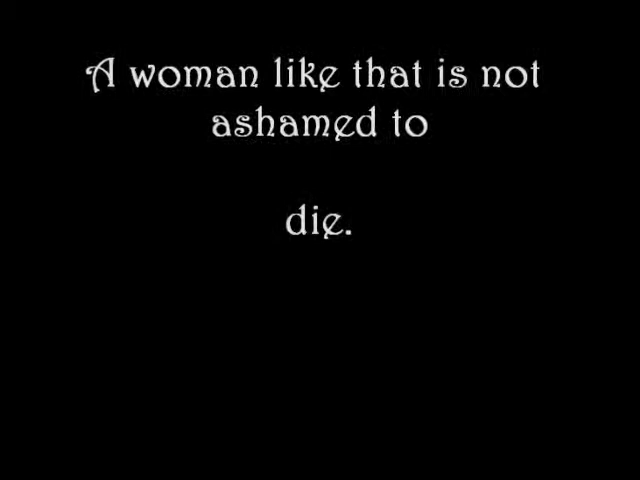 A woman like that is not
ashamed to
die.